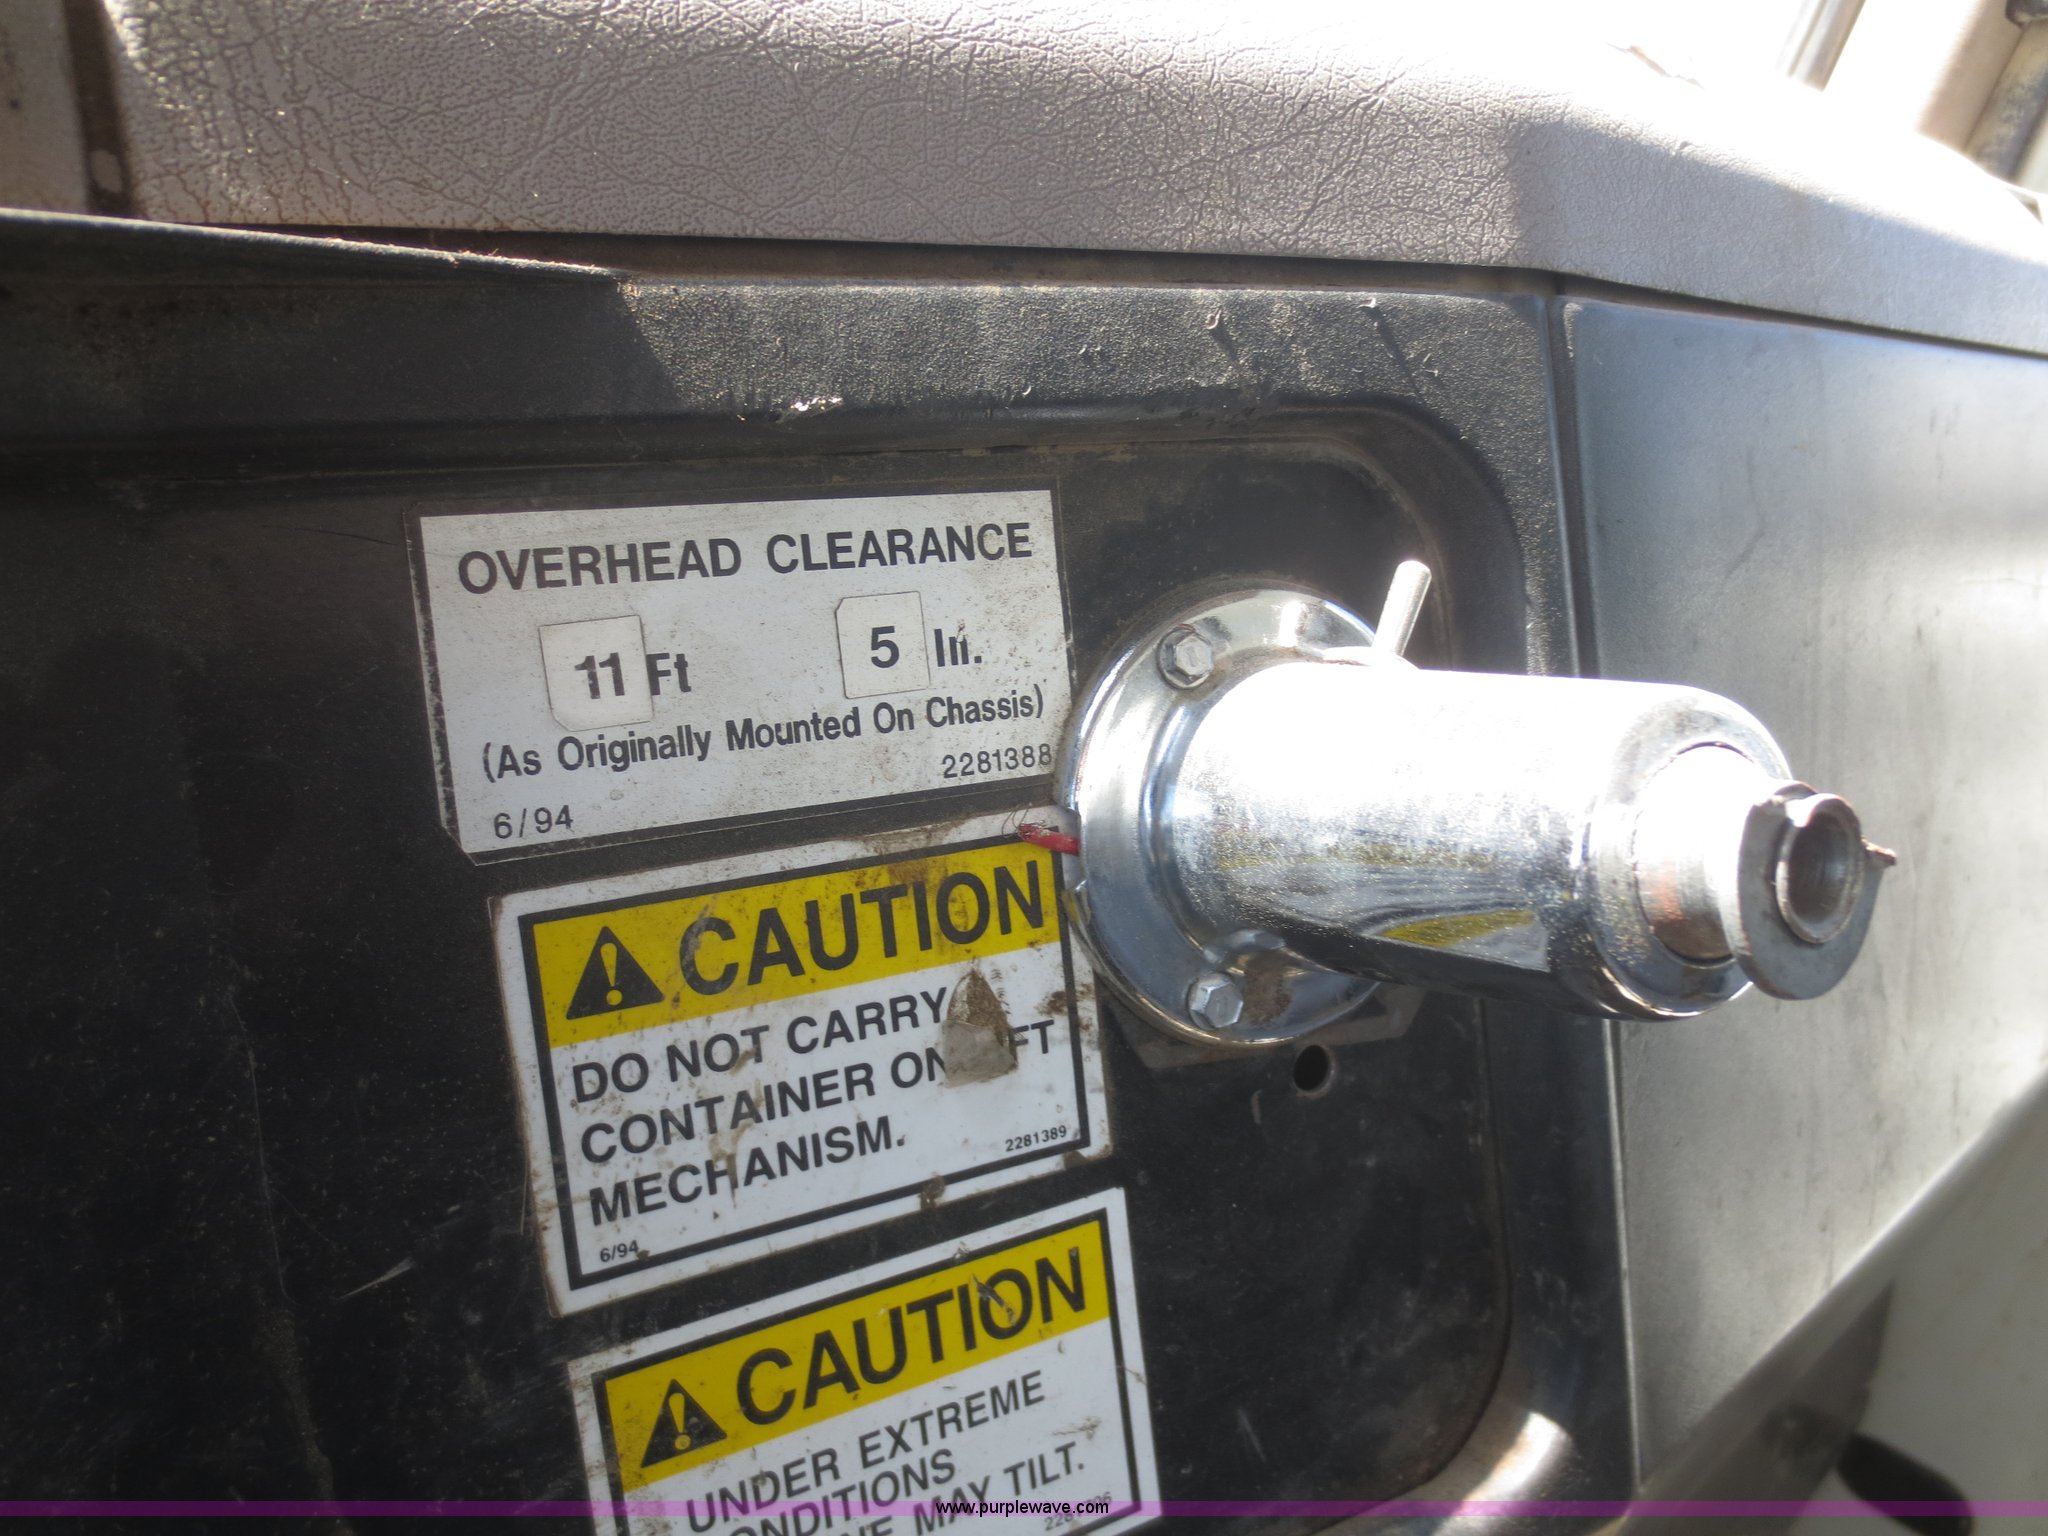 OVERHEAD CLEARANCE
11 Ft 5 In.
(As Originally Mounted On Chassis)
2281388
6/94
CAUTION
DO NOT CARRY
CONTAINER ON
MECHANISM.
2281389
6/94
CAUTION
UNDER EXTREME
CONDITIONS
MAY TILT.
www.purplewave.com